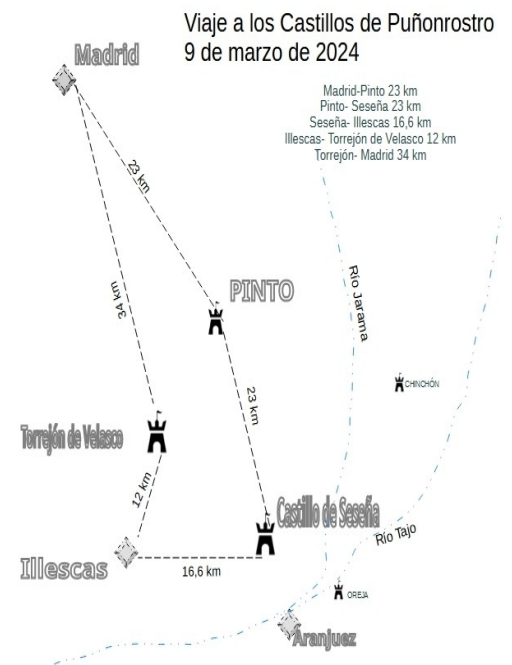 Viaje a los Castillos de Puñonrostro
9 de marzo de 2024
Madrid
Madrid-Pinto 23 km
Pinto- Seseña 23 km
Seseña- Illescas 16,6 km
Illescas- Torrejón de Velasco 12 km
Torrejón- Madrid 34 km
23 km
Río Jarama
34 km
PINTO
CHINCHÓN
23 km
Torrejón de Velasco
12 km
Castillo de Seseña
Río Tajo
Illescas
16,6 km
OREJA
Aranjuez